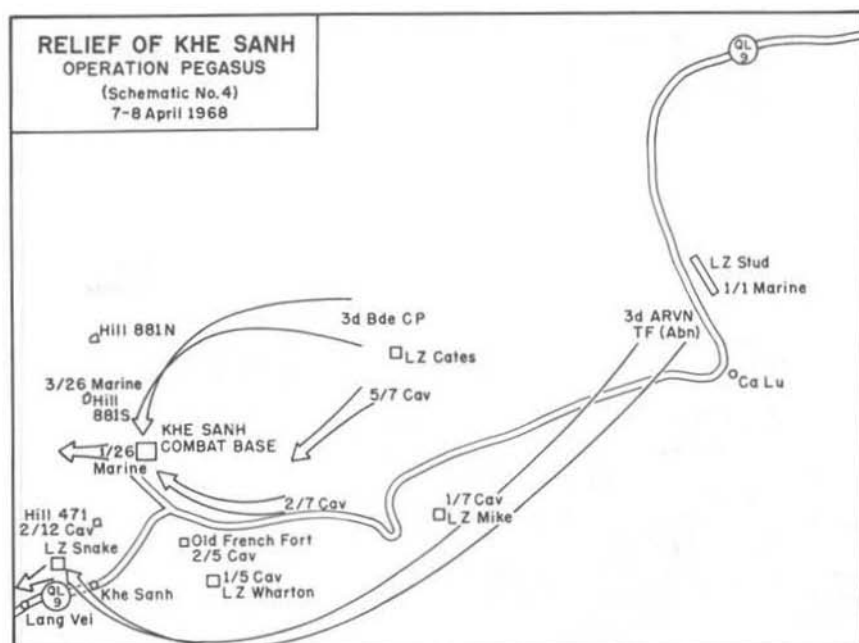 RELIEF OF KHE SANH
OPERATION PEGASUS
(Schematic No.4)
7-8 April 1968
QL
9
LZ Stud
1/1 Marine
3d Bde CP
3d ARVN
TF (Abn)
Hill 881N
LZ Cates
Ca Lu
3/26 Marine
Hill
881S
5/7 Cav
KHE SANH
COMBAT BASE
1/26
Marine
2/7 Cav
1/7 Cav
LZ Mike
Hill 471
2/12 Cav
LZ Snake
Old French Fort
2/5 Cav
1/5 Cav
LZ Wharton
Khe Sanh
QL
9
Lang Vei